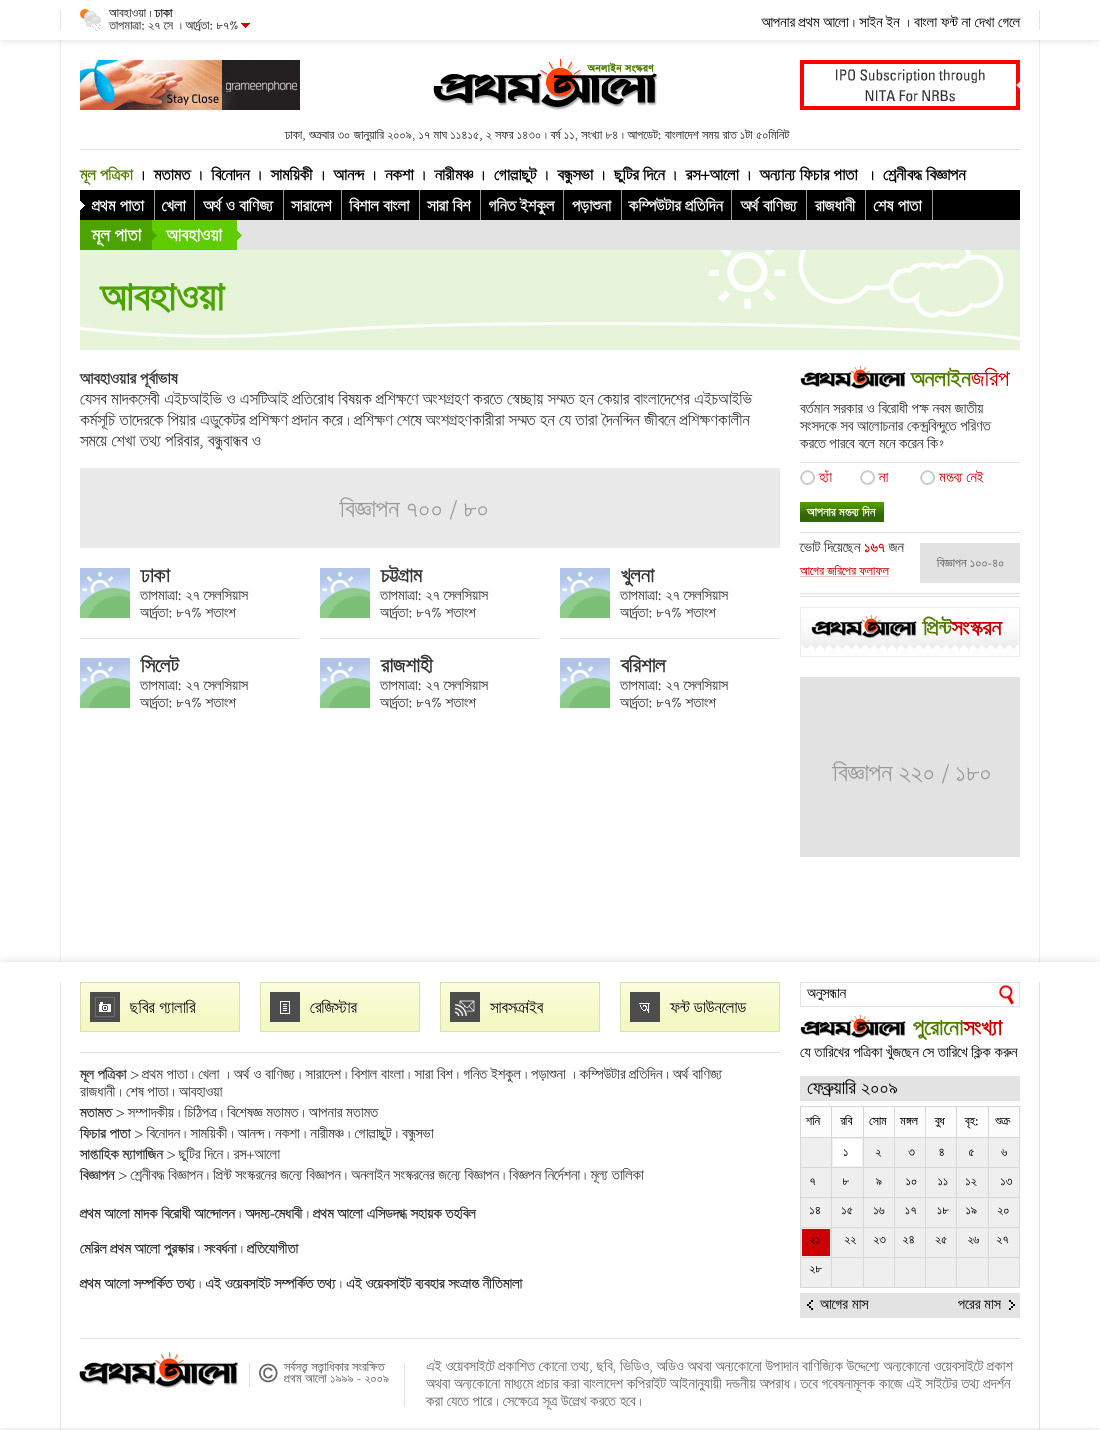 আবহাওয়া। ঢাকা
তাপমাত্রা: ২৭ সে । আর্দ্রতা: ৮৭%
আপনার প্রথম আলো। সাইন ইন । বাংলা ফন্ট না দেখা গেলে
Stay Close grameenphone
অনলাইন সংস্করণ
প্রথম আলো
IPO Subscription through
NITA For NRBs
ঢাকা, শুক্রবার ৩০ জানুয়ারি ২০০৯, ১৭ মাঘ ১১৪১৫, ২ সফর ১৪৩০। বর্ষ ১১, সংখ্যা ৮৪। আপডেট: বাংলাদেশ সময় রাত ১টা ৫০মিনিট
মূল পত্রিকা । মতামত । বিনোদন । সাময়িকী । আনন্দ । নকশা । নারীমঞ্চ । গোল্লাছুট । বন্ধুসভা । ছুটির দিনে । রস+আলো । অন্যান্য ফিচার পাতা । শ্রেনীবদ্ধ বিজ্ঞাপন
প্রথম পাতা খেলা অর্থ ও বাণিজ্য সারাদেশ বিশাল বাংলা সারা বিশ গনিত ইশকুল পড়াশুনা কম্পিউটার প্রতিদিন অর্থ বাণিজ্য রাজধানী শেষ পাতা
মূল পাতা আবহাওয়া
আবহাওয়া
আবহাওয়ার পূর্বাভাষ
যেসব মাদকসেবী এইচআইভি ও এসটিআই প্রতিরোধ বিষয়ক প্রশিক্ষণে অংশগ্রহণ করতে স্বেচ্ছায় সম্মত হন কেয়ার বাংলাদেশের এইচআইভি
কর্মসূচি তাদেরকে পিয়ার এডুকেটর প্রশিক্ষণ প্রদান করে। প্রশিক্ষণ শেষে অংশগ্রহণকারীরা সম্মত হন যে তারা দৈনন্দিন জীবনে প্রশিক্ষণকালীন
সময়ে শেখা তথ্য পরিবার, বন্ধুবান্ধব ও
বিজ্ঞাপন ৭০০ / ৮০
ঢাকা
তাপমাত্রা: ২৭ সেলসিয়াস
আর্দ্রতা: ৮৭% শতাংশ
চট্টগ্রাম
তাপমাত্রা: ২৭ সেলসিয়াস
আর্দ্রতা: ৮৭% শতাংশ
খুলনা
তাপমাত্রা: ২৭ সেলসিয়াস
আর্দ্রতা: ৮৭% শতাংশ
সিলেট
তাপমাত্রা: ২৭ সেলসিয়াস
আর্দ্রতা: ৮৭% শতাংশ
রাজশাহী
তাপমাত্রা: ২৭ সেলসিয়াস
আর্দ্রতা: ৮৭% শতাংশ
বরিশাল
তাপমাত্রা: ২৭ সেলসিয়াস
আর্দ্রতা: ৮৭% শতাংশ
প্রথম আলো অনলাইনজরিপ
বর্তমান সরকার ও বিরোধী পক্ষ নবম জাতীয়
সংসদকে সব আলোচনার কেন্দ্রবিন্দুতে পরিণত
করতে পারবে বলে মনে করেন কি?
হ্যাঁ না মন্তব্য নেই
আপনার মন্তব্য দিন
ভোট দিয়েছেন ১৬৭ জন
আগের জরিপের ফলাফল
বিজ্ঞাপন ১০০-৪০
প্রথম আলো প্রিন্টসংস্করন
বিজ্ঞাপন ২২০ / ১৮০
ছবির গ্যালারি
রেজিস্টার
সাবসক্রাইব
অ ফন্ট ডাউনলোড
অনুসন্ধান
প্রথম আলো পুরোনোসংখ্যা
যে তারিখের পত্রিকা খুঁজছেন সে তারিখে ক্লিক করুন
ফেব্রুয়ারি ২০০৯
শনি রবি সোম মঙ্গল বুধ বৃহ: শুক্র
১ ২ ৩ ৪ ৫ ৬
৭ ৮ ৯ ১০ ১১ ১২ ১৩
১৪ ১৫ ১৬ ১৭ ১৮ ১৯ ২০
২১ ২২ ২৩ ২৪ ২৫ ২৬ ২৭
২৮
আগের মাস পরের মাস
মূল পত্রিকা > প্রথম পাতা। খেলা । অর্থ ও বাণিজ্য। সারাদেশ। বিশাল বাংলা। সারা বিশ। গনিত ইশকুল। পড়াশুনা । কম্পিউটার প্রতিদিন। অর্থ বাণিজ্য
রাজধানী। শেষ পাতা। আবহাওয়া
মতামত > সম্পাদকীয়। চিঠিপত্র। বিশেষজ্ঞ মতামত। আপনার মতামত
ফিচার পাতা > বিনোদন। সাময়িকী। আনন্দ। নকশা। নারীমঞ্চ। গোল্লাছুট। বন্ধুসভা
সাপ্তাহিক ম্যাগাজিন > ছুটির দিনে। রস+আলো
বিজ্ঞাপন > শ্রেনীবদ্ধ বিজ্ঞাপন। প্রিন্ট সংস্করনের জন্যে বিজ্ঞাপন। অনলাইন সংস্করনের জন্যে বিজ্ঞাপন। বিজ্ঞপন নির্দেশনা। মূল্য তালিকা
প্রথম আলো মাদক বিরোধী আন্দোলন। অদম্য-মেধাবী। প্রথম আলো এসিডদগ্ধ সহায়ক তহবিল
মেরিল প্রথম আলো পুরস্কার। সংবর্ধনা। প্রতিযোগীতা
প্রথম আলো সম্পর্কিত তথ্য। এই ওয়েবসাইট সম্পর্কিত তথ্য। এই ওয়েবসাইট ব্যবহার সংক্রান্ত নীতিমালা
প্রথম আলো
© সর্বসত্ত্ব সত্ত্বাধিকার সংরক্ষিত
প্রথম আলো ১৯৯৯ - ২০০৯
এই ওয়েবসাইটে প্রকাশিত কোনো তথ্য, ছবি, ভিডিও, অডিও অথবা অন্যকোনো উপাদান বাণিজ্যিক উদ্দেশ্যে অন্যকোনো ওয়েবসাইটে প্রকাশ
অথবা অন্যকোনো মাধ্যমে প্রচার করা বাংলাদেশ কপিরাইট আইনানুযায়ী দন্ডনীয় অপরাধ। তবে গবেষনামূলক কাজে এই সাইটের তথ্য প্রদর্শন
করা যেতে পারে। সেক্ষেত্রে সূত্র উল্লেখ করতে হবে।